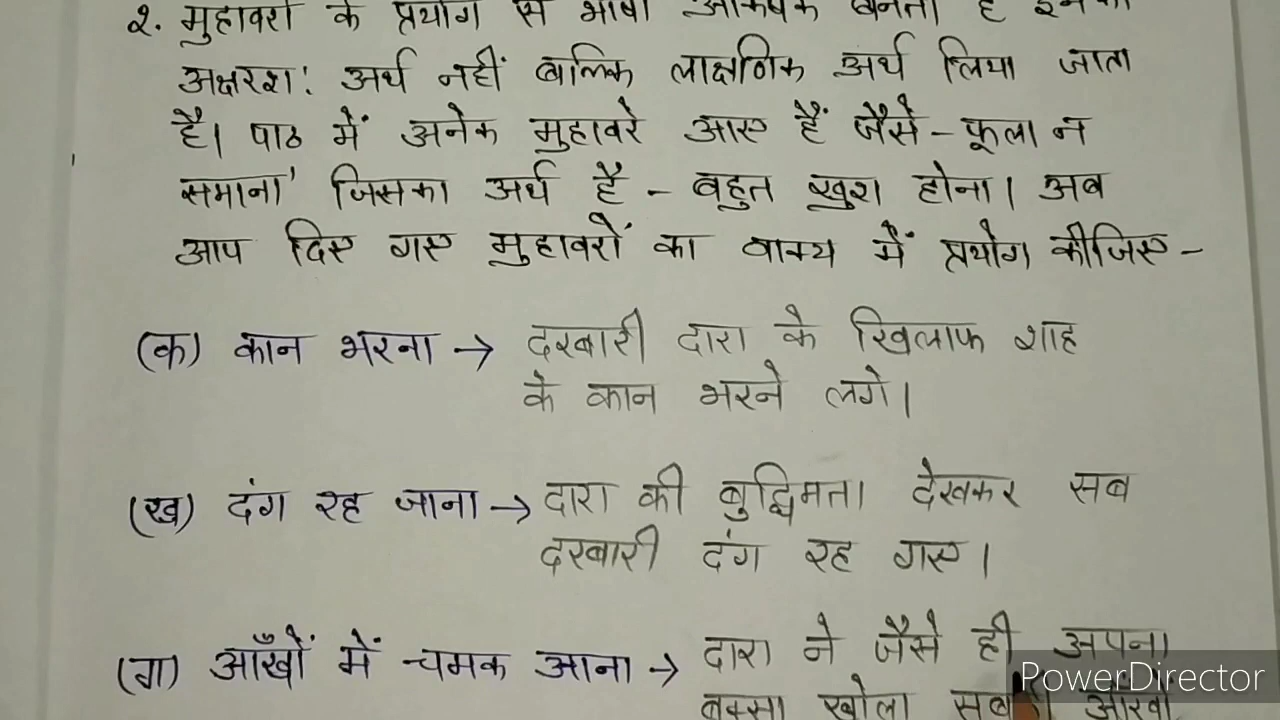 २. मुहावरों के प्रयोग से भाषा आकर्षक बनती है इनका
अक्षरश: अर्थ नहीं बल्कि लाक्षणिक अर्थ लिया जाता
है। पाठ में अनेक मुहावरे आए हैं जैसे - फूला न
समाना' जिसका अर्थ है - बहुत खुश होना। अब
आप दिए गए मुहावरों का वाक्य में प्रयोग कीजिए -
(क) कान भरना → दरबारी दारा के खिलाफ शाह
के कान भरने लगे।
(ख) दंग रह जाना → दारा की बुद्धिमता देखकर सब
दरबारी दंग रह गए।
(ग) आँखों में चमक आना → दारा ने जैसे ही अपना
बक्सा खोला
PowerDirector